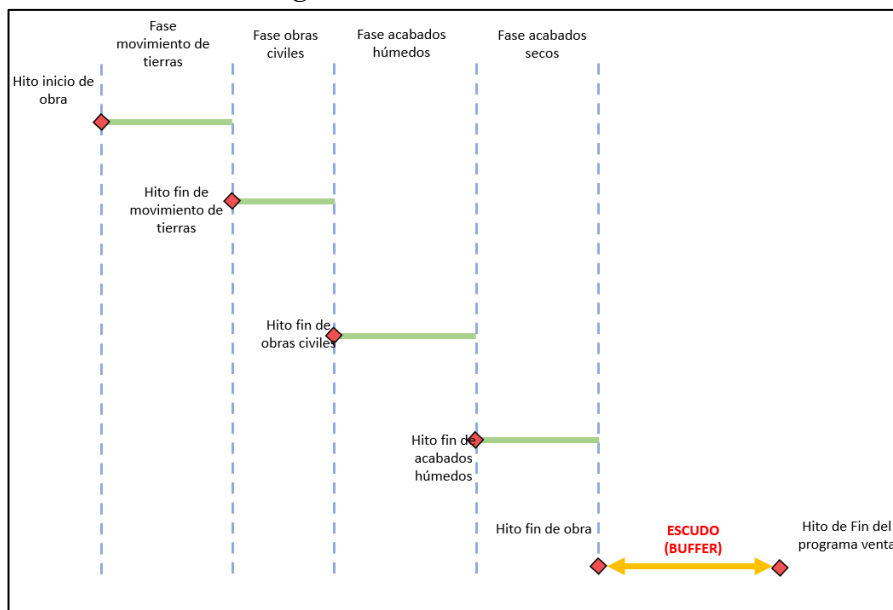 Fase
movimiento de
tierras
Fase obras
civiles
Fase acabados
húmedos
Fase acabados
secos
Hito inicio de
obra
Hito fin de
movimiento de
tierras
Hito fin de
obras civiles
Hito fin de
acabados
húmedos
Hito fin de obra
ESCUDO
(BUFFER)
Hito de Fin del
programa venta